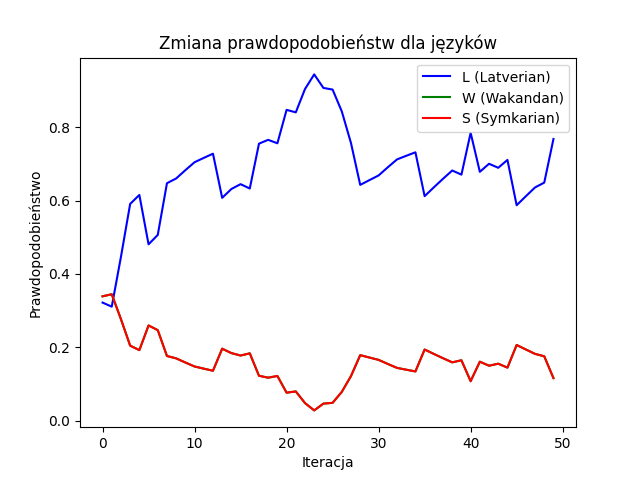 Zmiana prawdopodobieństw dla języków
L (Latverian)
W (Wakandan)
S (Symkarian)
Prawdopodobieństwo
0.8
0.6
0.4
0.2
0.0
0 10 20 30 40 50
Iteracja